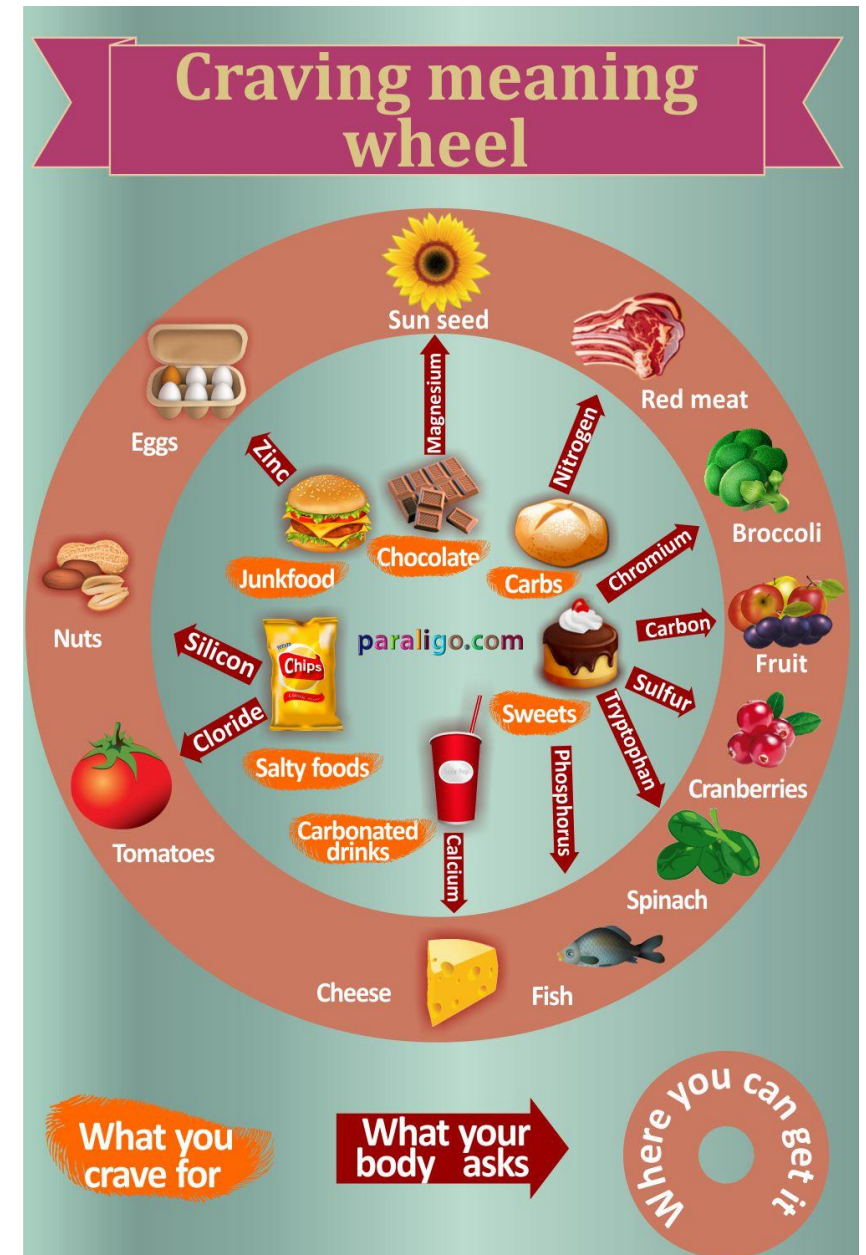 Craving meaning
wheel
Sun seed
Red meat
Broccoli
Fruit
Cranberries
Spinach
Fish
Cheese
Tomatoes
Nuts
Eggs
Magnesium
Nitrogen
Chromium
Carbon
Sulfur
Tryptophan
Phosphorus
Calcium
Cloride
Silicon
Zinc
Junkfood
Chocolate
Carbs
paraligo.com
Chips
Sweets
Salty foods
Carbonated
drinks
What you
crave for
What your
body asks
Where you can get it